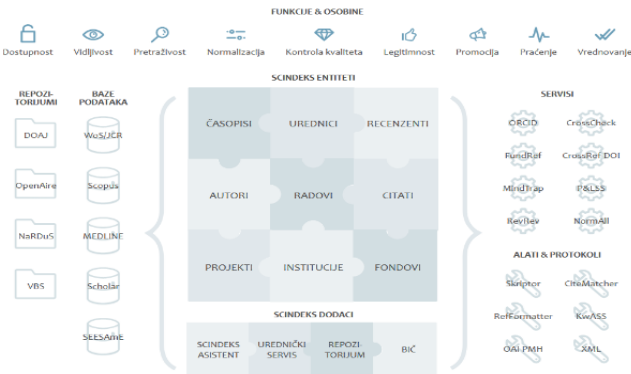 FUNKCIJE & OSOBINE
Dostupnost Vidljivost Pretraživost Normalizacija Kontrola kvaliteta Legitimnost Promocija Praćenje Vrednovanje
SCINDEKS ENTITETI
REPOZI-
TORIJUMI
DOAJ
OpenAire
NaRDuS
VBS
BAZE
PODATAKA
WoS/JCR
Scopus
MEDLINE
Scholar
SEESAmE
ČASOPISI UREDNICI RECENZENTI
AUTORI RADOVI CITATI
PROJEKTI INSTITUCIJE FONDOVI
SCINDEKS DODACI
SCINDEKS
ASISTENT
UREDNIČKI
SERVIS
REPOZI-
TORIJUM
BIĆ
SERVISI
ORCID CrossCheck
FundRef CrossRef DOI
MindTrap P&LSS
RevRev NormAll
ALATI & PROTOKOLI
Skriptor CiteMatcher
RefFormatter KwASS
OAI PMH XML